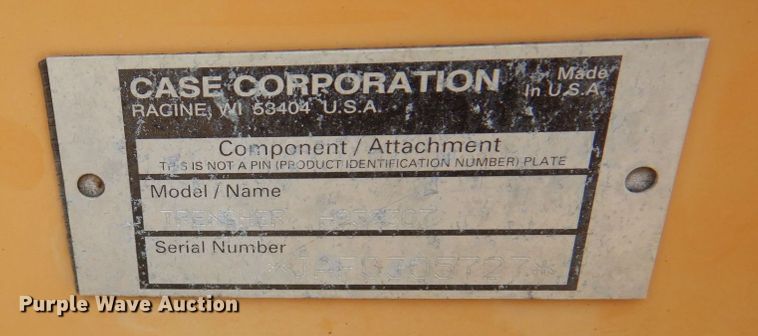 CASE CORPORATION
RACINE, WI 53404 U.S.A.
Made
In U.S.A.
Component / Attachment
THIS IS NOT A PIN (PRODUCT IDENTIFICATION NUMBER) PLATE
Model / Name
TRENCHER
Serial Number
Purple Wave Auction